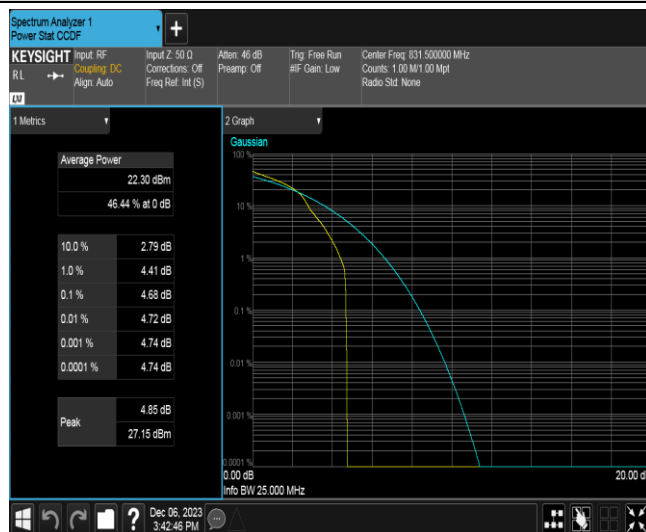 Spectrum Analyzer 1
Power Stat CCDF
+
KEYSIGHT
RL
Input: RF
Coupling: DC
Align: Auto
Input Z: 50 Ω
Corrections: Off
Freq Ref: Int (S)
Atten: 46 dB
Preamp: Off
Trig: Free Run
#IF Gain: Low
Center Freq: 831.500000 MHz
Counts: 1.00 M/1.00 Mpt
Radio Std: None
1 Metrics
Average Power
22.30 dBm
46.44 % at 0 dB
10.0 % 2.79 dB
1.0 % 4.41 dB
0.1 % 4.68 dB
0.01 % 4.72 dB
0.001 % 4.74 dB
0.0001 % 4.74 dB
Peak
4.85 dB
27.15 dBm
2 Graph
Gaussian
100 %
10 %
1 %
0.1 %
0.01 %
0.001 %
0.0001 %
0.00 dB
20.00 d
Info BW 25.000 MHz
?
Dec 06, 2023
3:42:46 PM